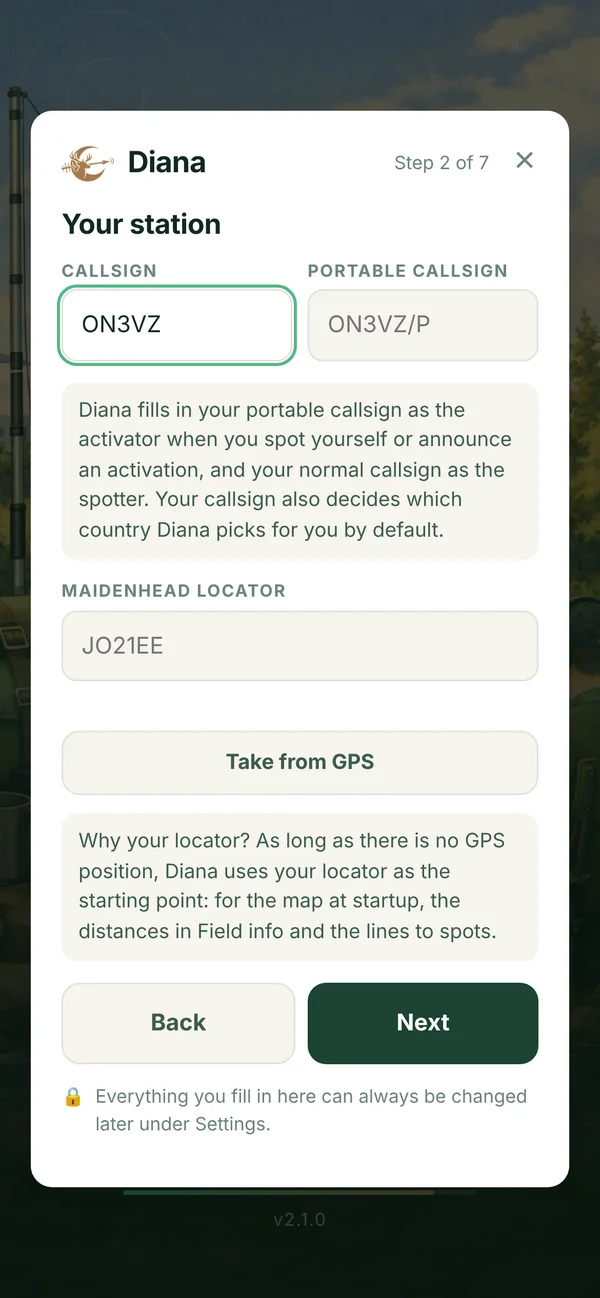 Diana
Step 2 of 7
Your station
CALLSIGN
PORTABLE CALLSIGN
ON3VZ
ON3VZ/P
Diana fills in your portable callsign as the
activator when you spot yourself or announce
an activation, and your normal callsign as the
spotter. Your callsign also decides which
country Diana picks for you by default.
MAIDENHEAD LOCATOR
JO21EE
Take from GPS
Why your locator? As long as there is no GPS
position, Diana uses your locator as the
starting point: for the map at startup, the
distances in Field info and the lines to spots.
Back
Next
Everything you fill in here can always be changed
later under Settings.
v2.1.0